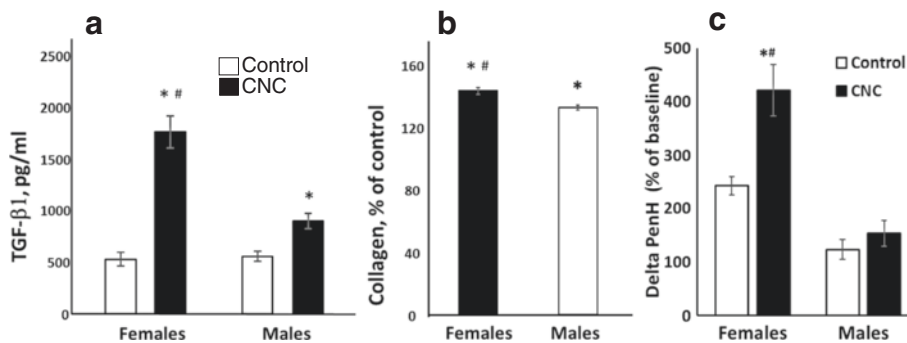 a
TGF-β1, pg/ml
2500
2000
1500
1000
500
0
Control
CNC
* #
*
Females Males
b
Collagen, % of control
160
120
80
40
0
* #
*
Females Males
c
Delta PenH (% of baseline)
500
400
300
200
100
0
Control
CNC
*#
Females Males